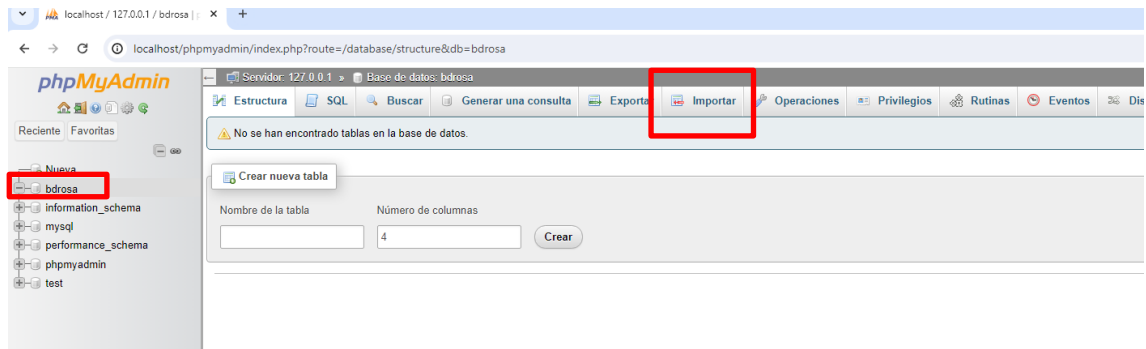 localhost / 127.0.0.1 / bdrosa |
localhost/phpmyadmin/index.php?route=/database/structure&db=bdrosa
phpMyAdmin
Servidor: 127.0.0.1 » Base de datos: bdrosa
Estructura SQL Buscar Generar una consulta Exporta Importar Operaciones Privilegios Rutinas Eventos Dis
Reciente Favoritas
No se han encontrado tablas en la base de datos.
Nueva
Crear nueva tabla
bdrosa
information_schema
Nombre de la tabla Número de columnas
mysql
4 Crear
performance_schema
phpmyadmin
test